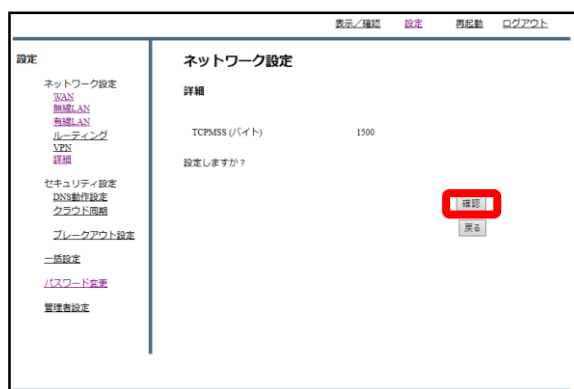 表示／確認 設定 再起動 ログアウト
設定
ネットワーク設定
WAN
無線LAN
有線LAN
ルーティング
VPN
詳細
セキュリティ設定
DNS動作設定
クラウド同期
ブレークアウト設定
一括設定
パスワード変更
管理者設定
ネットワーク設定
詳細
TCPMSS (バイト) 1500
設定しますか？
確認
戻る